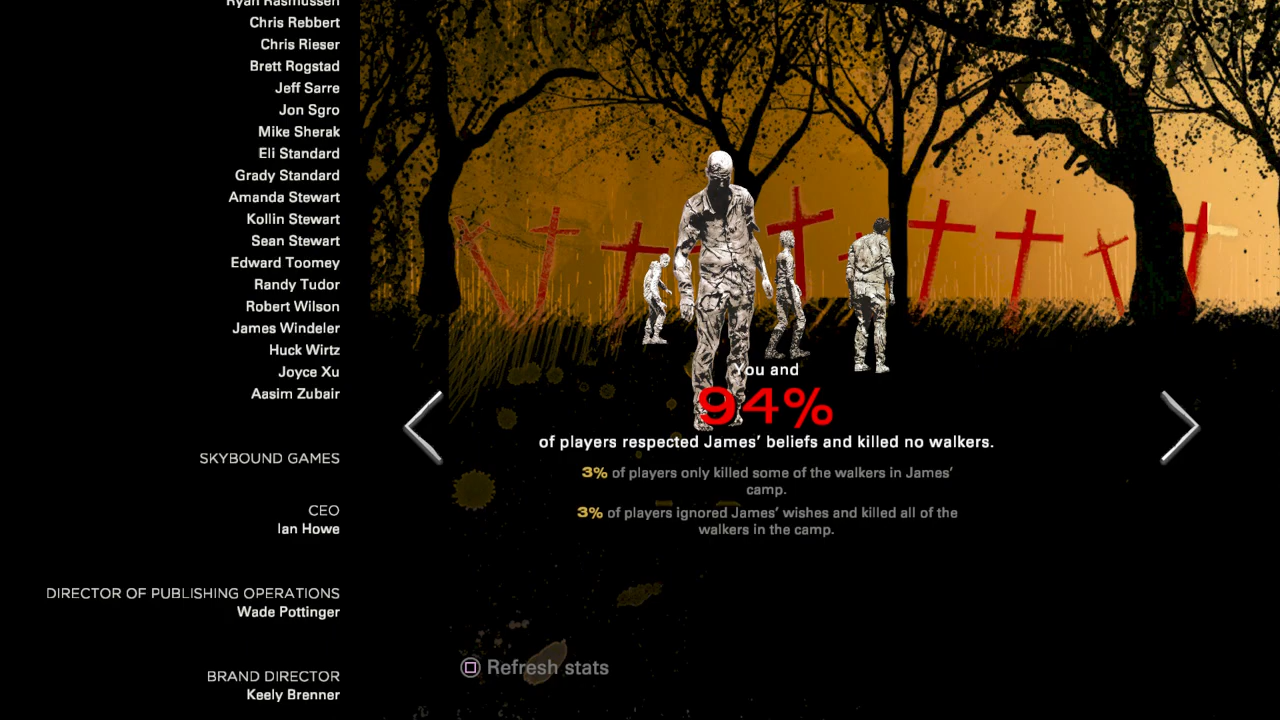 Ryan Rasmussen
Chris Rebbert
Chris Rieser
Brett Rogstad
Jeff Sarre
Jon Sgro
Mike Sherak
Eli Standard
Grady Standard
Amanda Stewart
Kollin Stewart
Sean Stewart
Edward Toomey
Randy Tudor
Robert Wilson
James Windeler
Huck Wirtz
Joyce Xu
Aasim Zubair
SKYBOUND GAMES
CEO
Ian Howe
DIRECTOR OF PUBLISHING OPERATIONS
Wade Pottinger
BRAND DIRECTOR
Keely Brenner
You and
94%
of players respected James' beliefs and killed no walkers.
3% of players only killed some of the walkers in James'
camp.
3% of players ignored James' wishes and killed all of the
walkers in the camp.
Refresh stats